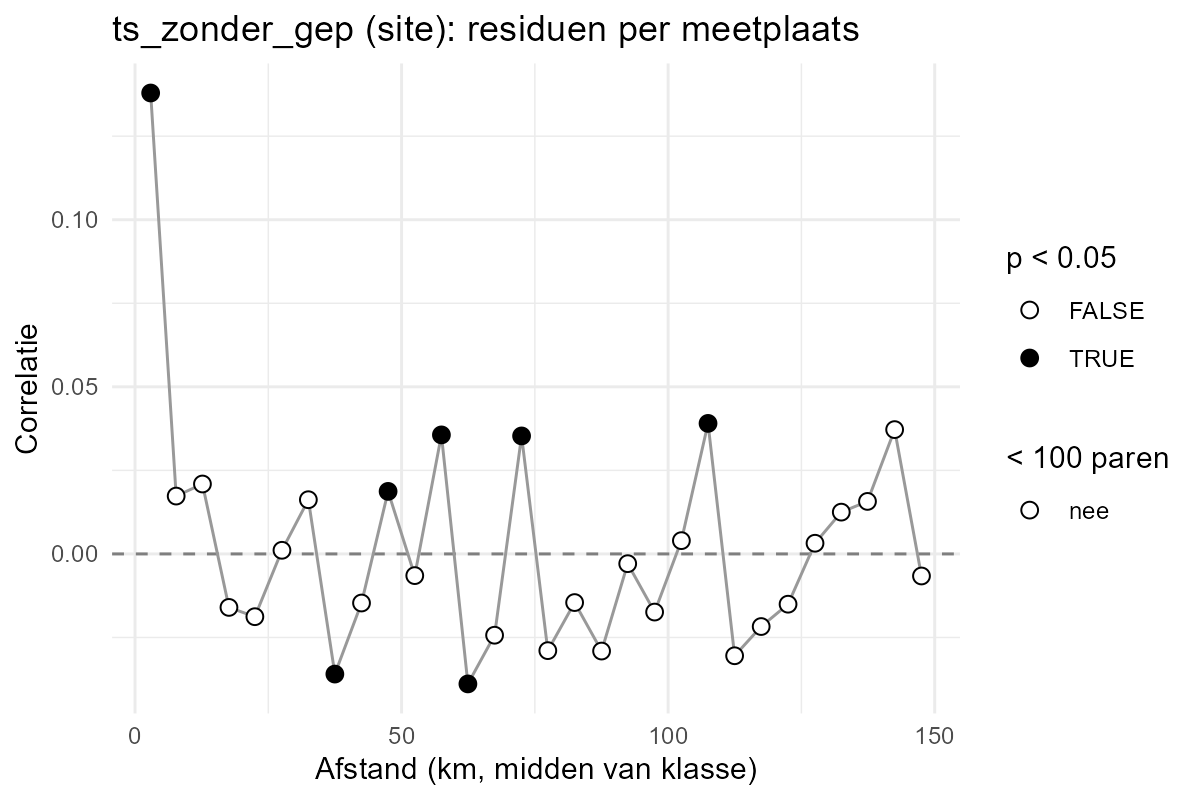 ts_zonder_gep (site): residuen per meetplaats
Correlatie
0.10
0.05
0.00
0
50
100
150
Afstand (km, midden van klasse)
p < 0.05
FALSE
TRUE
< 100 paren
nee